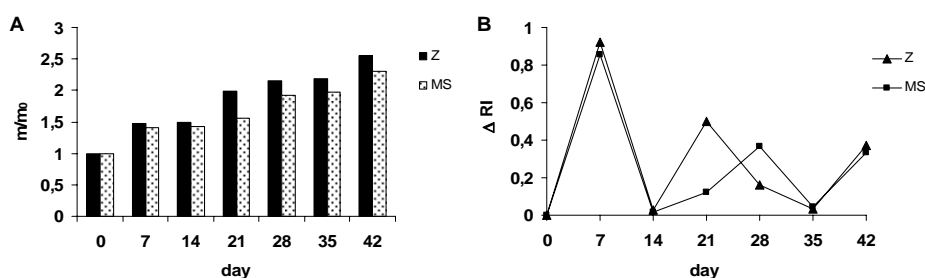 A
3
2,5
2
1,5
1
0,5
0
m/m₀
0 7 14 21 28 35 42
day
Z
MS
B
1
0,8
0,6
0,4
0,2
0
Δ RI
0 7 14 21 28 35 42
day
Z
MS